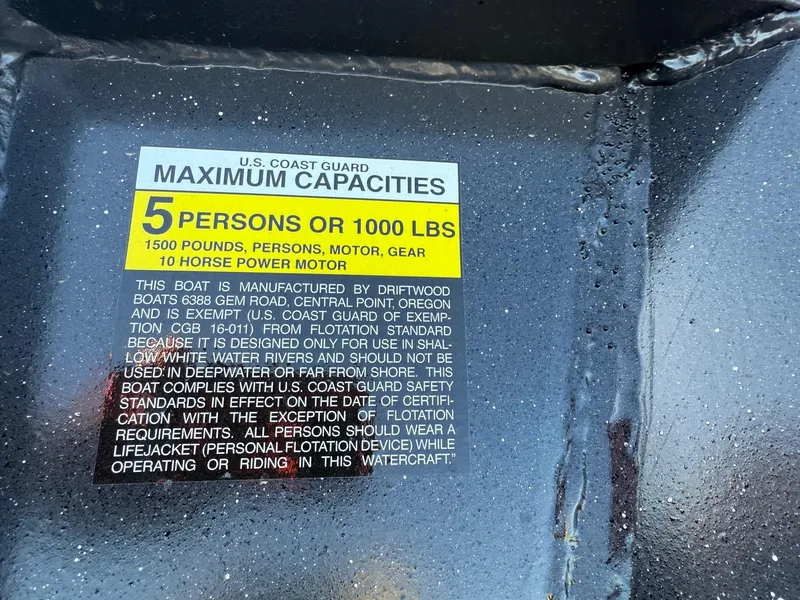 U.S. COAST GUARD
MAXIMUM CAPACITIES
5 PERSONS OR 1000 LBS
1500 POUNDS, PERSONS, MOTOR, GEAR
10 HORSE POWER MOTOR
THIS BOAT IS MANUFACTURED BY DRIFTWOOD
BOATS 6388 GEM ROAD, CENTRAL POINT, OREGON
AND IS EXEMPT (U.S. COAST GUARD OF EXEMP-
TION CGB 16-011) FROM FLOTATION STANDARD
BECAUSE IT IS DESIGNED ONLY FOR USE IN SHAL-
LOW WHITE WATER RIVERS AND SHOULD NOT BE
USED IN DEEPWATER OR FAR FROM SHORE. THIS
BOAT COMPLIES WITH U.S. COAST GUARD SAFETY
STANDARDS IN EFFECT ON THE DATE OF CERTIFI-
CATION WITH THE EXCEPTION OF FLOTATION
REQUIREMENTS. ALL PERSONS SHOULD WEAR A
LIFEJACKET (PERSONAL FLOTATION DEVICE) WHILE
OPERATING OR RIDING IN THIS WATERCRAFT."